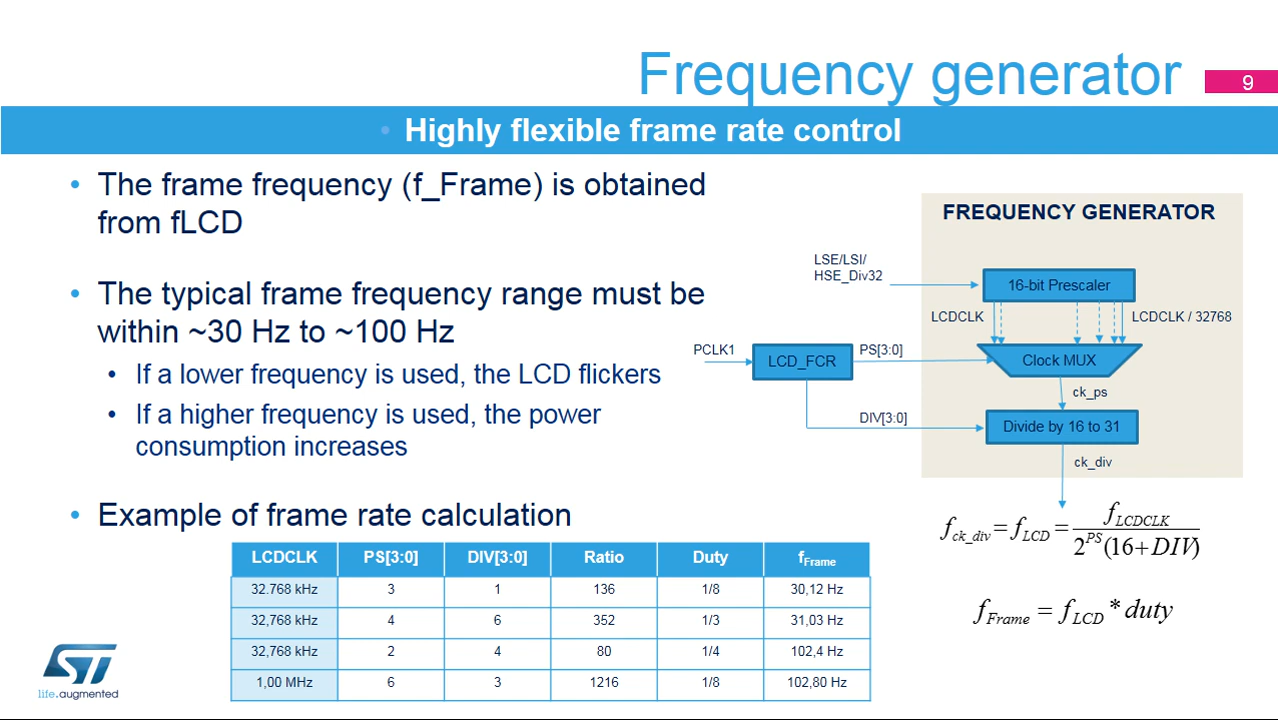 Frequency generator
9
• Highly flexible frame rate control
• The frame frequency (f_Frame) is obtained
from fLCD
• The typical frame frequency range must be
within ~30 Hz to ~100 Hz
• If a lower frequency is used, the LCD flickers
• If a higher frequency is used, the power
consumption increases
• Example of frame rate calculation
LCDCLK PS[3:0] DIV[3:0] Ratio Duty fFrame
32.768 kHz 3 1 136 1/8 30,12 Hz
32,768 kHz 4 6 352 1/3 31,03 Hz
32,768 kHz 2 4 80 1/4 102,4 Hz
1,00 MHz 6 3 1216 1/8 102,80 Hz
FREQUENCY GENERATOR
LSE/LSI/
HSE_Div32
16-bit Prescaler
LCDCLK
LCDCLK / 32768
PCLK1
LCD_FCR
PS[3:0]
Clock MUX
ck_ps
DIV[3:0]
Divide by 16 to 31
ck_div
f_ck_div = f_LCD = f_LCDCLK / 2^PS (16+DIV)
f_Frame = f_LCD * duty
ST
life.augmented